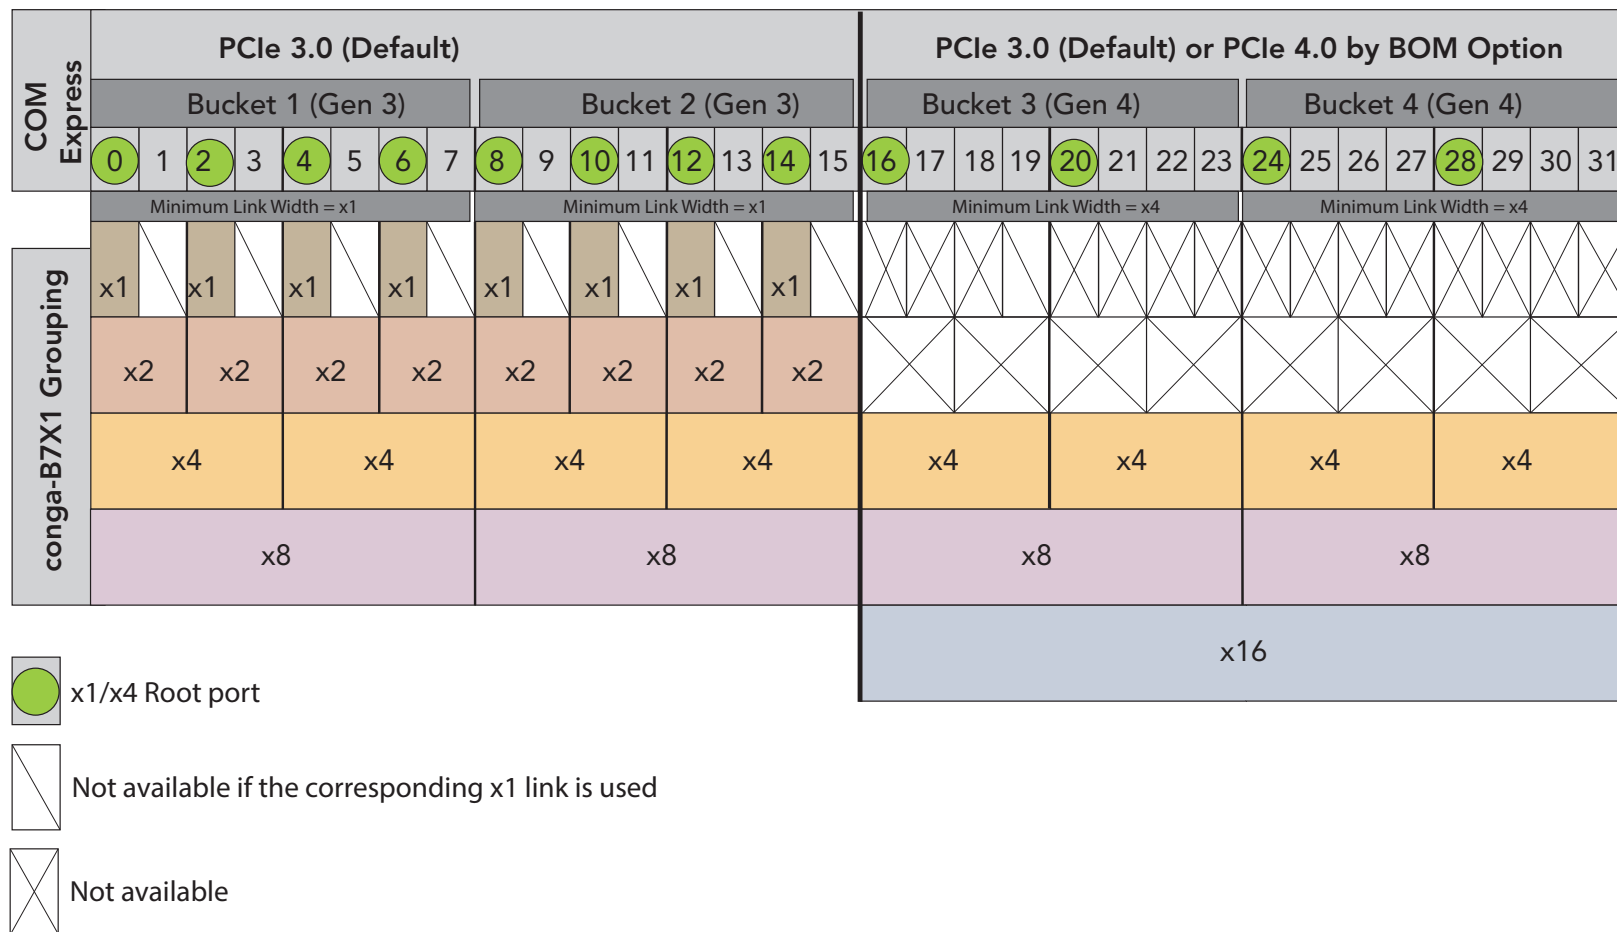 COM Express
PCIe 3.0 (Default)
PCIe 3.0 (Default) or PCIe 4.0 by BOM Option
Bucket 1 (Gen 3)
Bucket 2 (Gen 3)
Bucket 3 (Gen 4)
Bucket 4 (Gen 4)
0 1 2 3 4 5 6 7 8 9 10 11 12 13 14 15 16 17 18 19 20 21 22 23 24 25 26 27 28 29 30 31
Minimum Link Width = x1
Minimum Link Width = x1
Minimum Link Width = x4
Minimum Link Width = x4
conga-B7X1 Grouping
x1 x1 x1 x1 x1 x1 x1 x1
x2 x2 x2 x2 x2 x2 x2 x2
x4 x4 x4 x4 x4 x4 x4 x4
x8 x8 x8 x8
x16
x1/x4 Root port
Not available if the corresponding x1 link is used
Not available